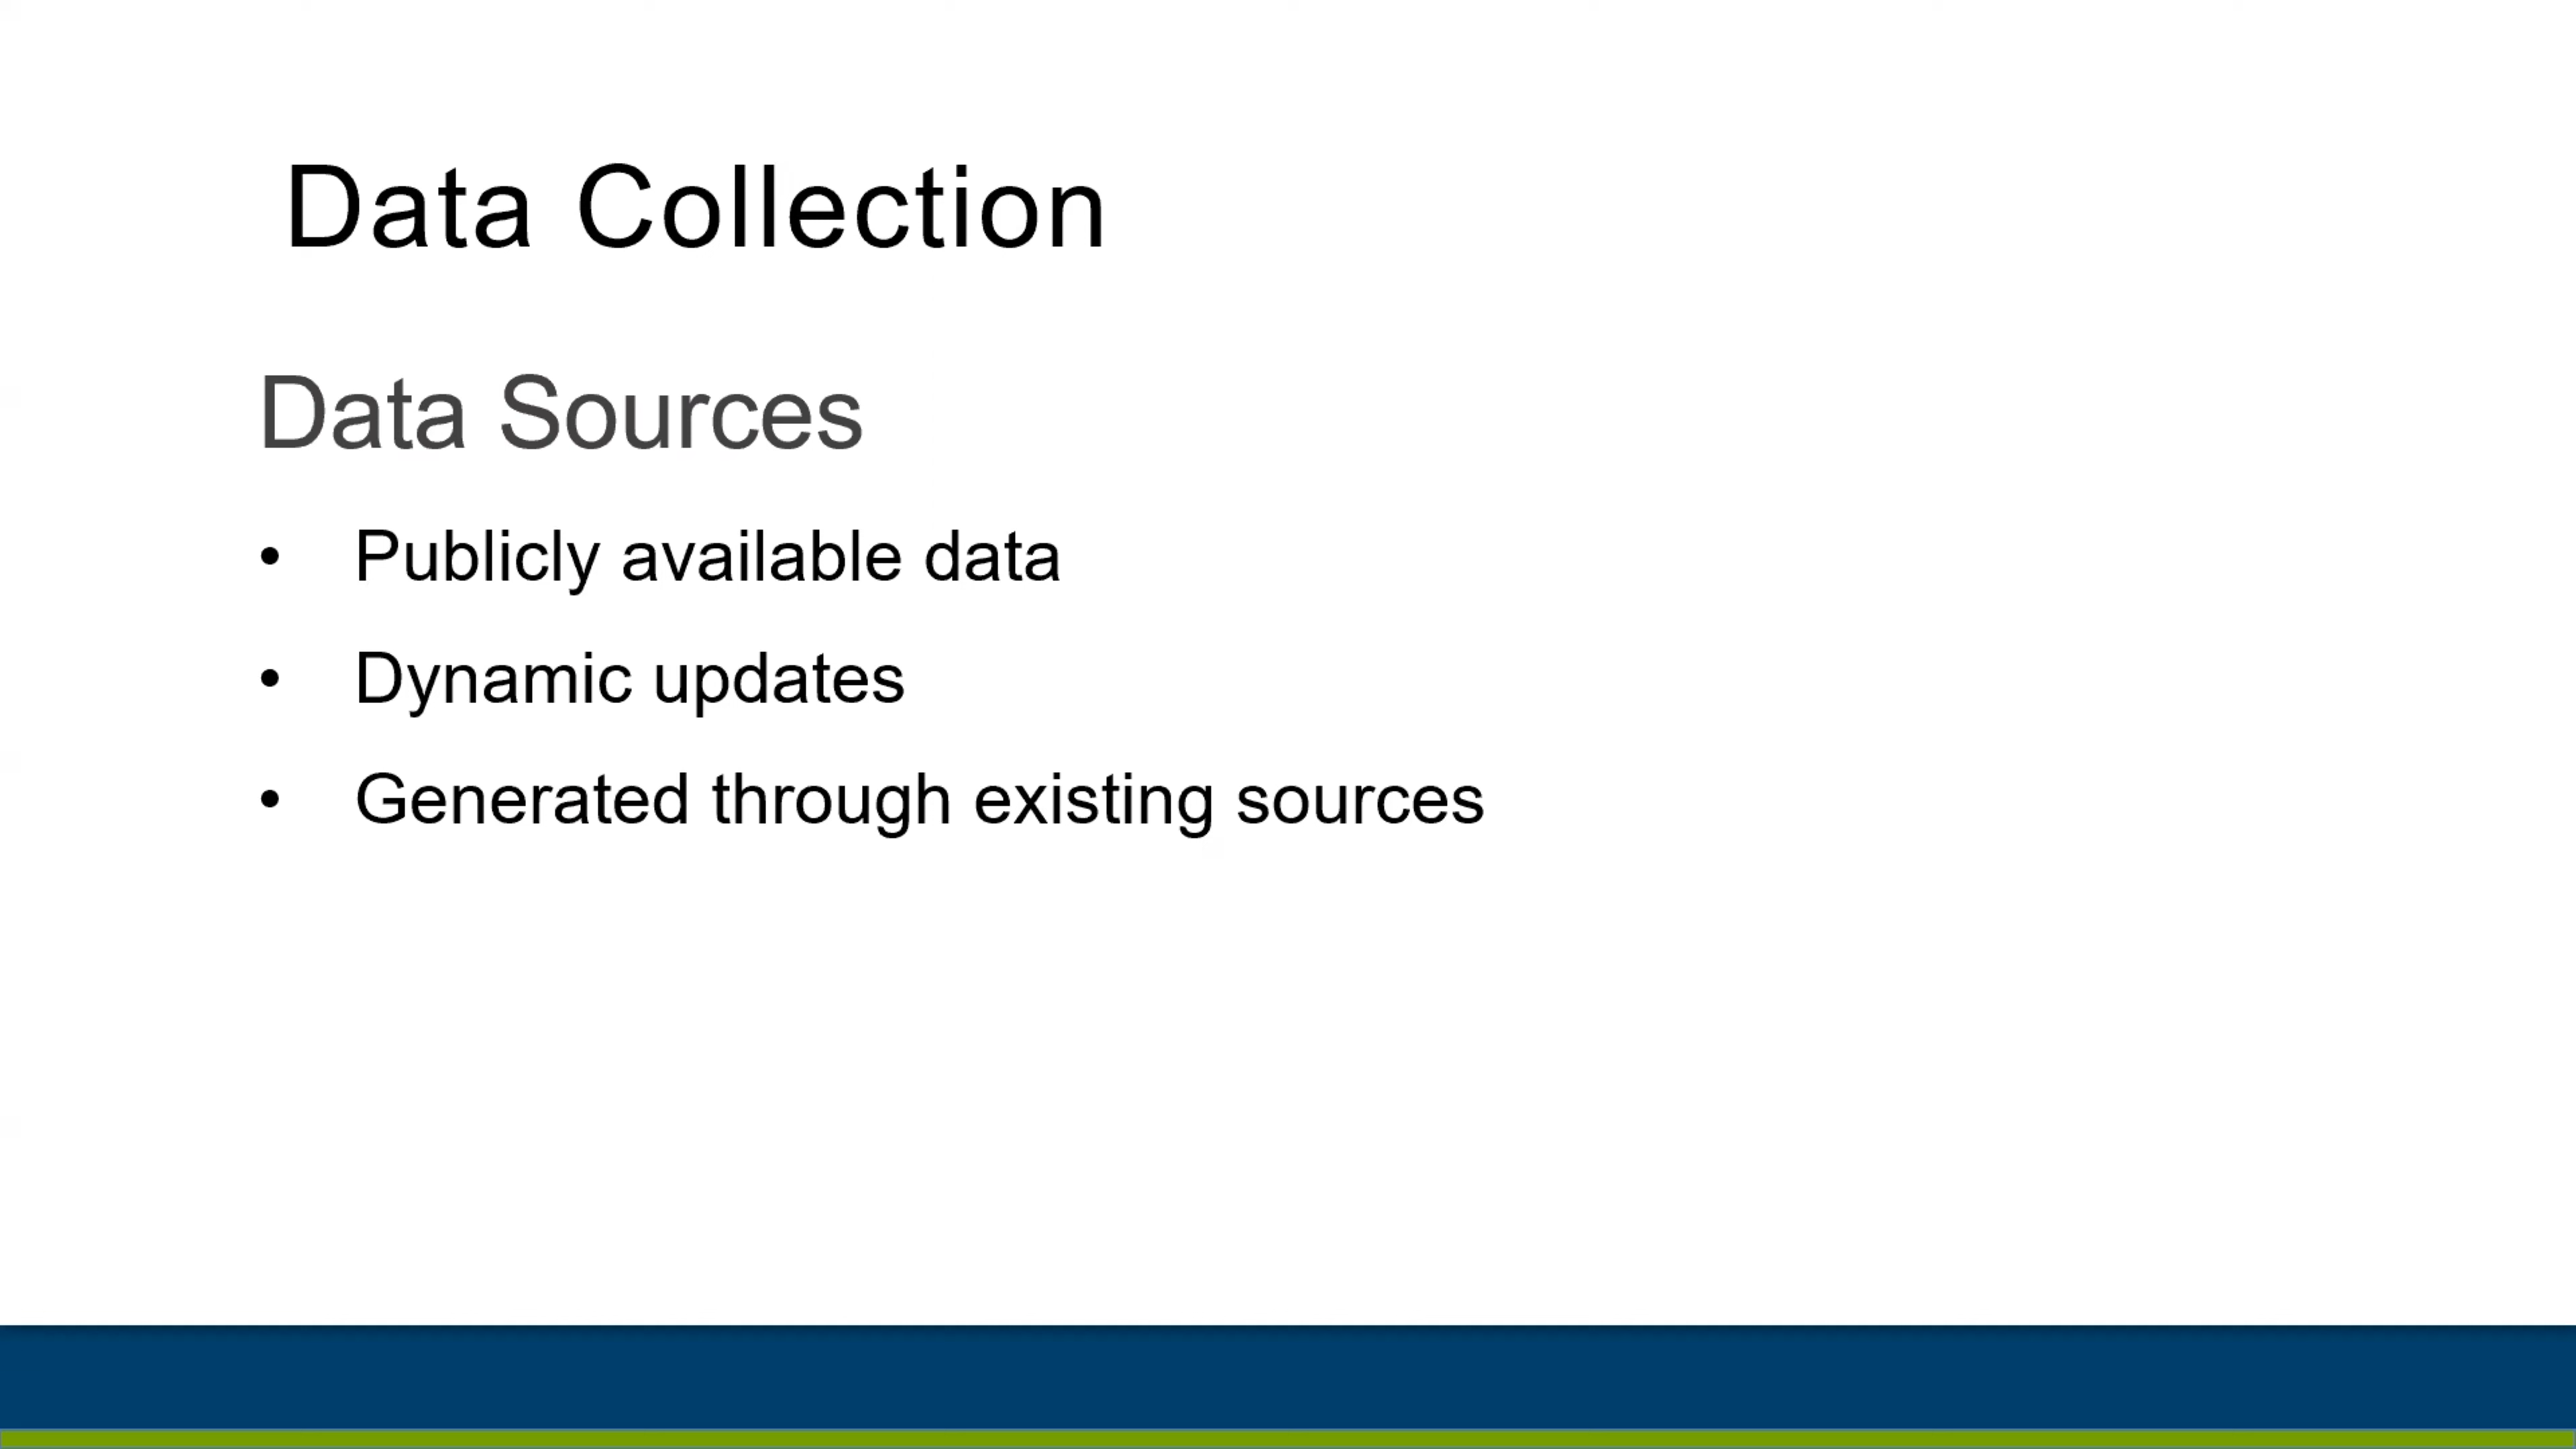 Data Collection
Data Sources
• Publicly available data
• Dynamic updates
• Generated through existing sources